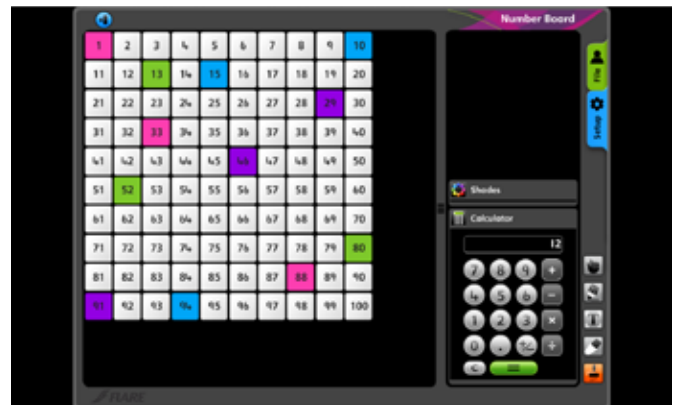 Number Board
1 2 3 4 5 6 7 8 9 10
11 12 13 14 15 16 17 18 19 20
21 22 23 24 25 26 27 28 29 30
31 32 33 34 35 36 37 38 39 40
41 42 43 44 45 46 47 48 49 50
51 52 53 54 55 56 57 58 59 60
61 62 63 64 65 66 67 68 69 70
71 72 73 74 75 76 77 78 79 80
81 82 83 84 85 86 87 88 89 90
91 92 93 94 95 96 97 98 99 100
File
Setup
Shades
Calculator
12
7 8 9 +
4 5 6 −
1 2 3 ×
0 . +/- ÷
C =
FLARE